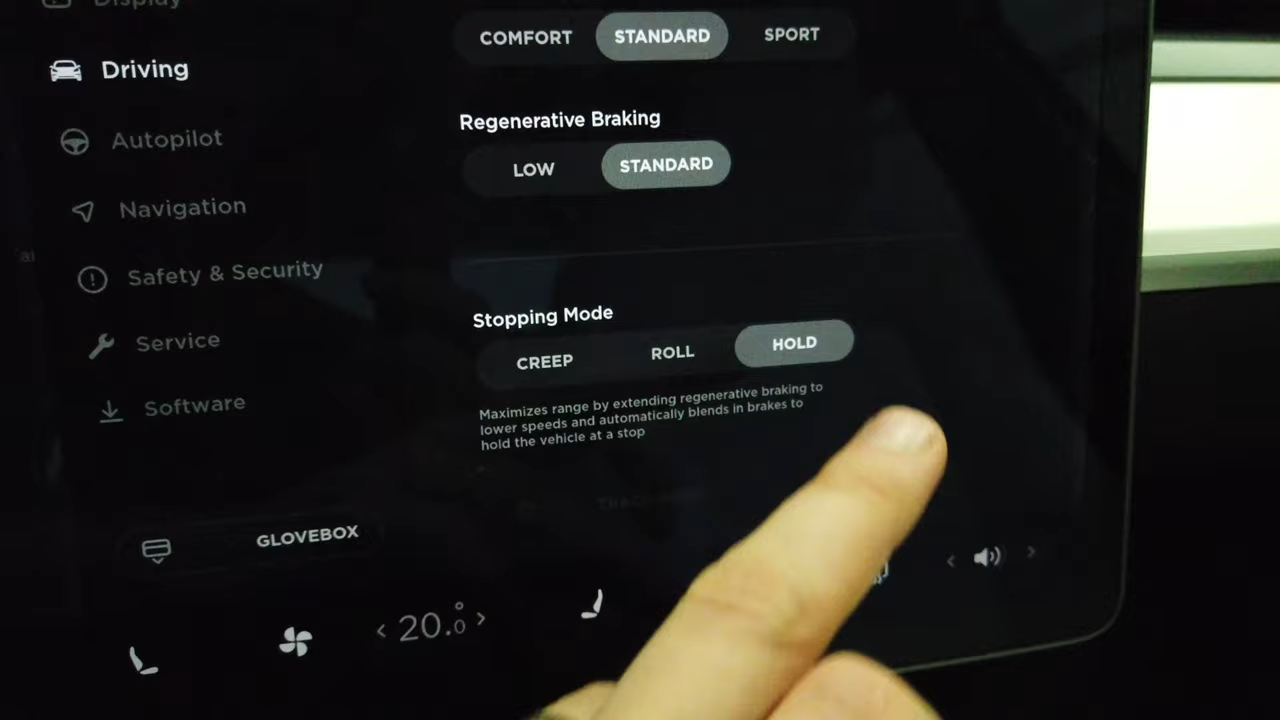 Display
COMFORT STANDARD SPORT
Driving
Regenerative Braking
Autopilot
LOW STANDARD
Navigation
Safety & Security
Stopping Mode
Service
CREEP ROLL HOLD
Software
Maximizes range by extending regenerative braking to
lower speeds and automatically blends in brakes to
hold the vehicle at a stop
GLOVEBOX
< 20.0° >
< >